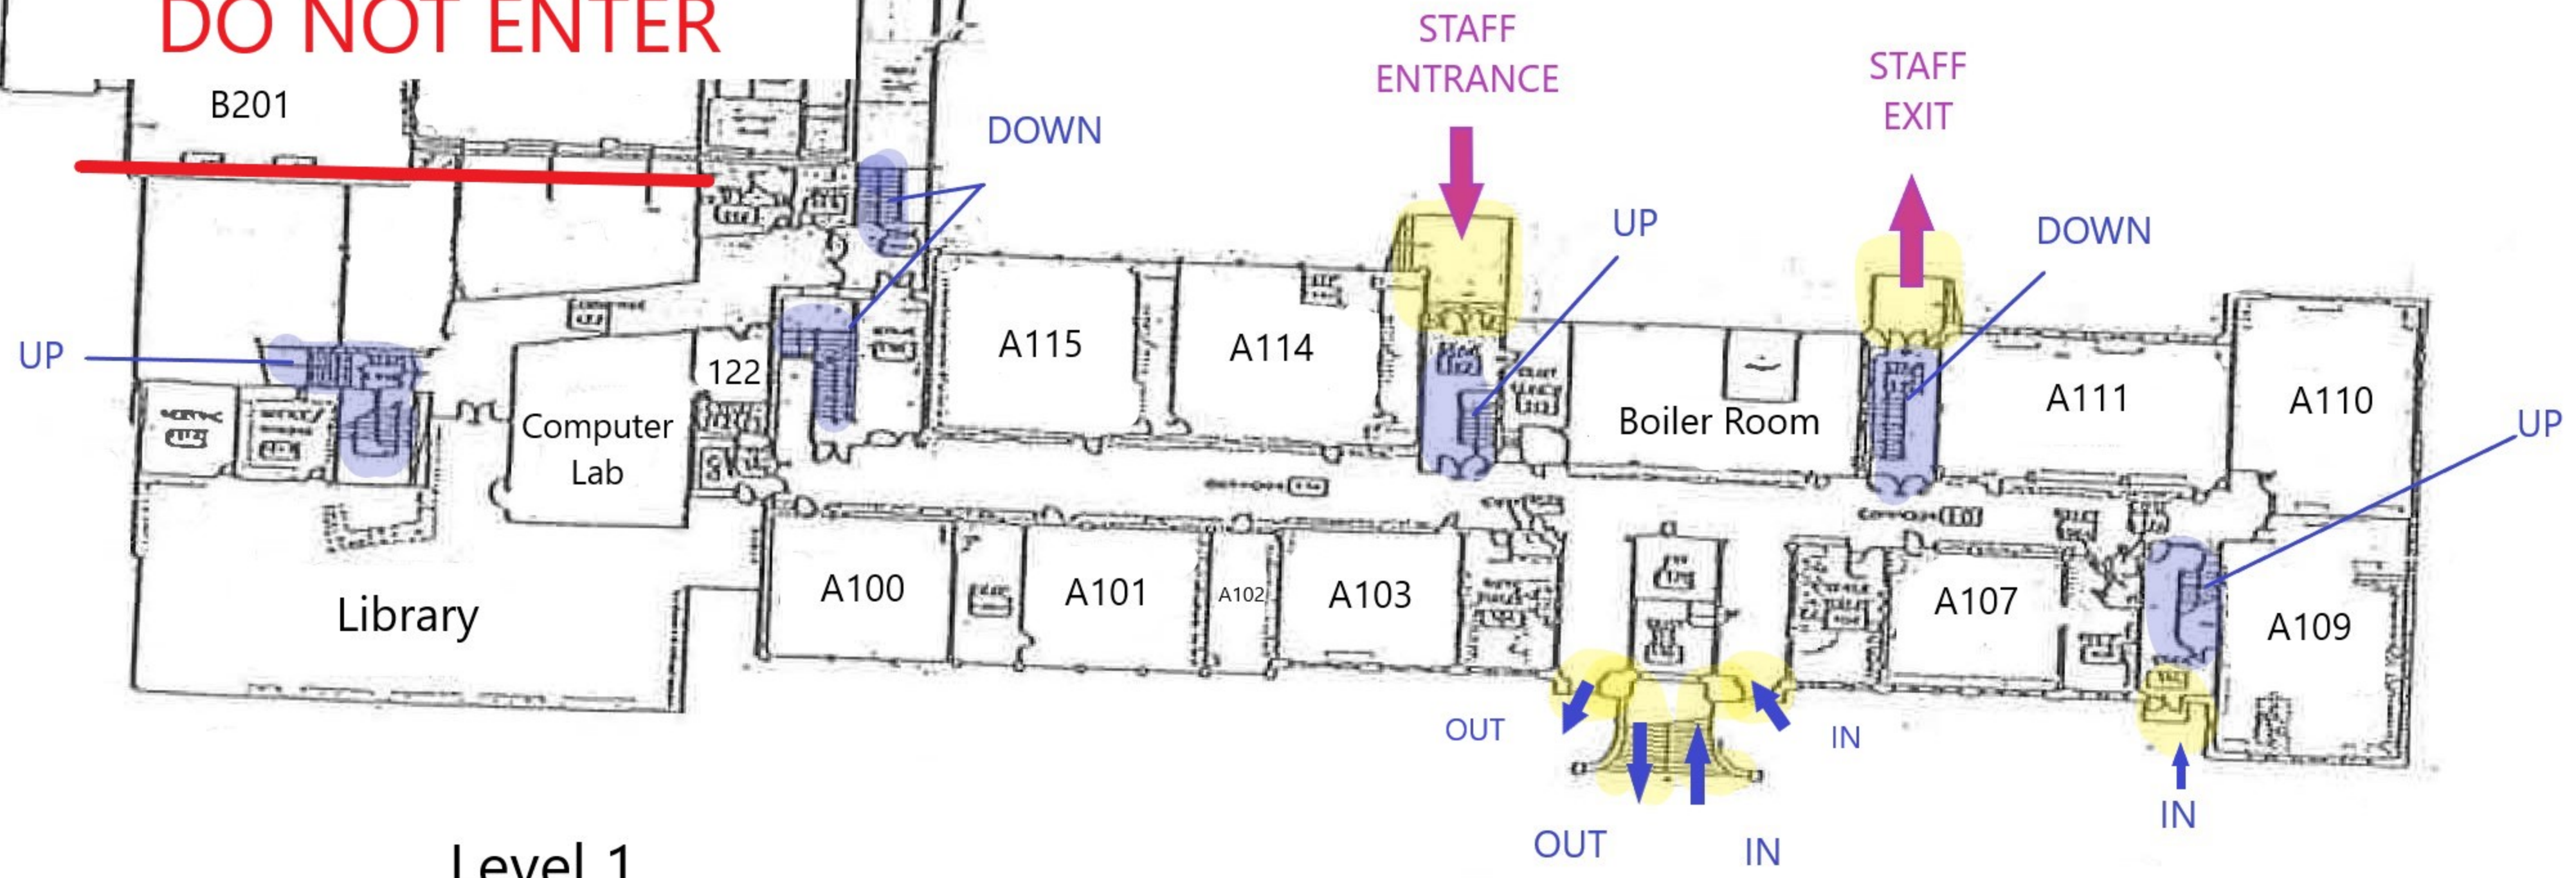 DO NOT ENTER
STAFF
ENTRANCE
STAFF
EXIT
B201
DOWN
UP
DOWN
UP
122
A115
A114
Boiler Room
A111
A110
UP
Computer
Lab
Library
A100
A101
A102
A103
A107
A109
OUT
IN
OUT
IN
IN
Level 1